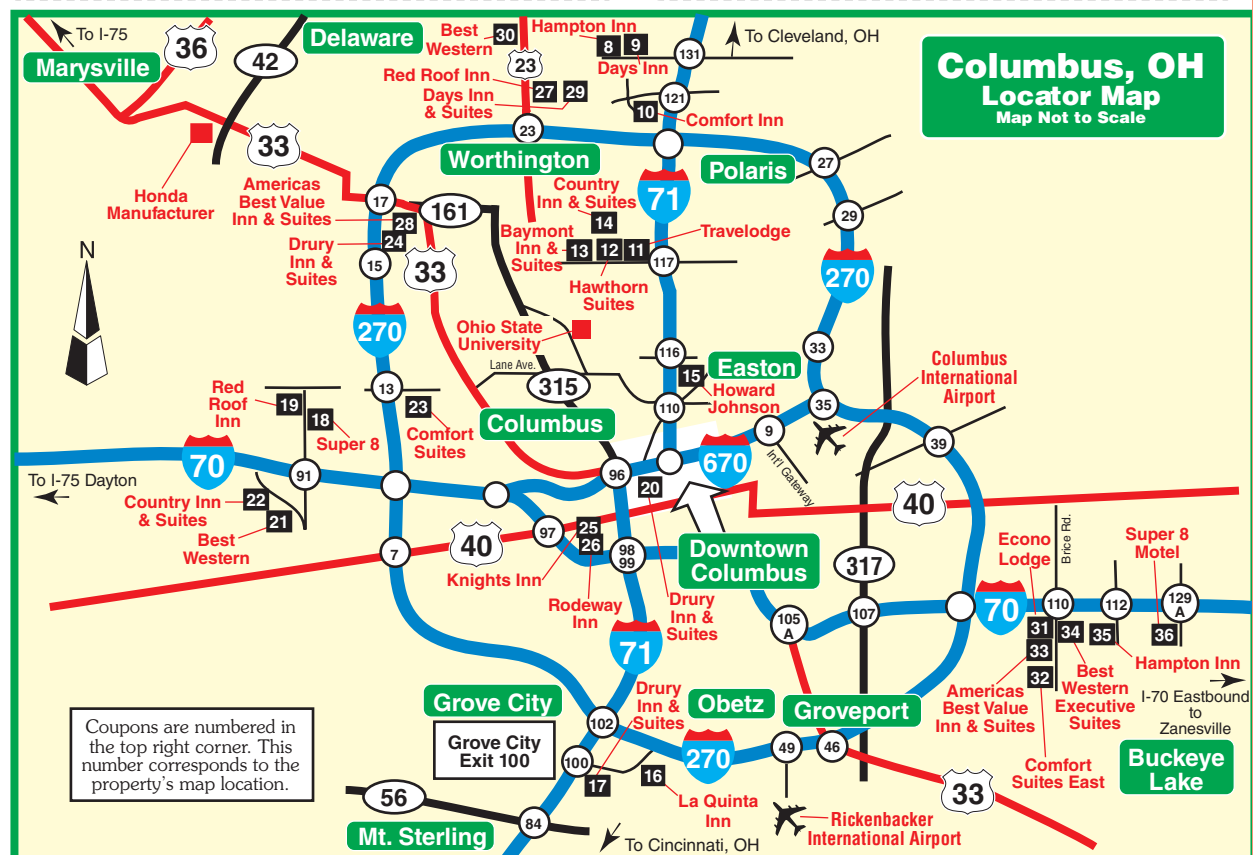 To I-75
36
Marysville
42
Delaware
Best
Western
30
23
Hampton Inn
8
9
Days Inn
131
To Cleveland, OH
Columbus, OH
Locator Map
Map Not to Scale
Red Roof Inn
27
29
Days Inn
& Suites
10
121
Comfort Inn
33
23
Worthington
Polaris
27
Honda
Manufacturer
Americas
Best Value
Inn & Suites
17
28
161
Country
Inn & Suites
14
71
29
Drury
Inn &
Suites
24
15
33
Baymont
Inn &
Suites
13
12
11
Travelodge
117
Hawthorn
Suites
270
N
270
Ohio State
University
Lane Ave.
116
33
Easton
15
Howard
Johnson
Columbus
International
Airport
13
315
110
35
Red
Roof
Inn
19
18
Super 8
23
Comfort
Suites
Columbus
9
39
70
To I-75 Dayton
91
96
670
Int'l Gateway
20
40
Country Inn
& Suites
22
21
Best
Western
7
40
97
25
26
98
99
Knights Inn
Rodeway
Inn
Drury
Inn &
Suites
Downtown
Columbus
317
Econo
Lodge
Brice Rd.
Super 8
Motel
105
A
107
70
110
112
129
A
31
33
32
34
35
36
Hampton Inn
71
Americas
Best Value
Inn & Suites
Best
Western
Executive
Suites
I-70 Eastbound
to
Zanesville
Comfort
Suites East
Buckeye
Lake
Grove City
Drury
Inn &
Suites
Obetz
Groveport
102
Grove City
Exit 100
100
17
16
La Quinta
Inn
270
49
46
33
Coupons are numbered in
the top right corner. This
number corresponds to the
property's map location.
56
Mt. Sterling
84
To Cincinnati, OH
Rickenbacker
International Airport